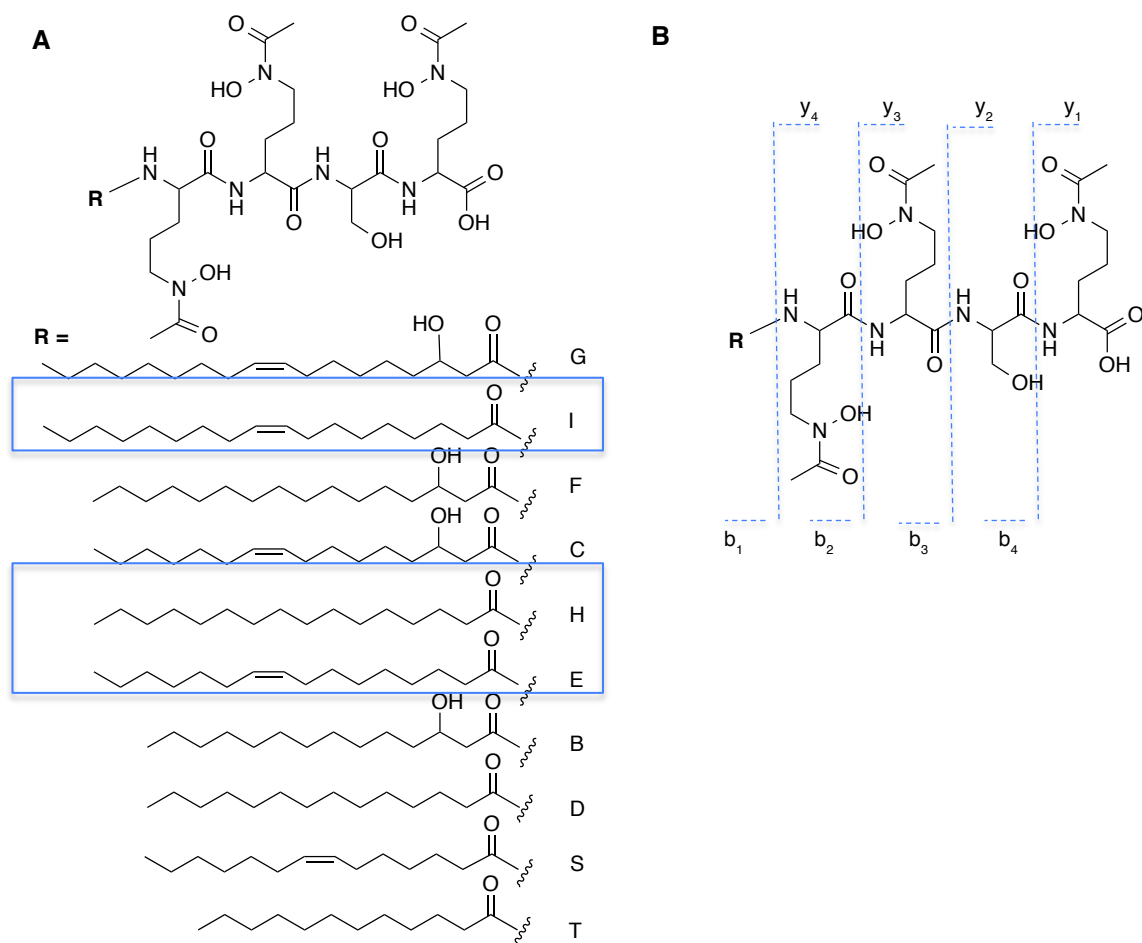 A
O O
N N
HO HO
H O H O
N N O
R N N OH
H O H
OH
OH
N
O
R =
HO O
G
O
I
OH O
F
OH O
C
O
H
O
E
OH O
B
O
D
O
S
O
T
B
y4 y3 y2 y1
O O
N N
HO HO
H O H O
N N O
R N N OH
H O H
OH
OH
N
O
b1 b2 b3 b4